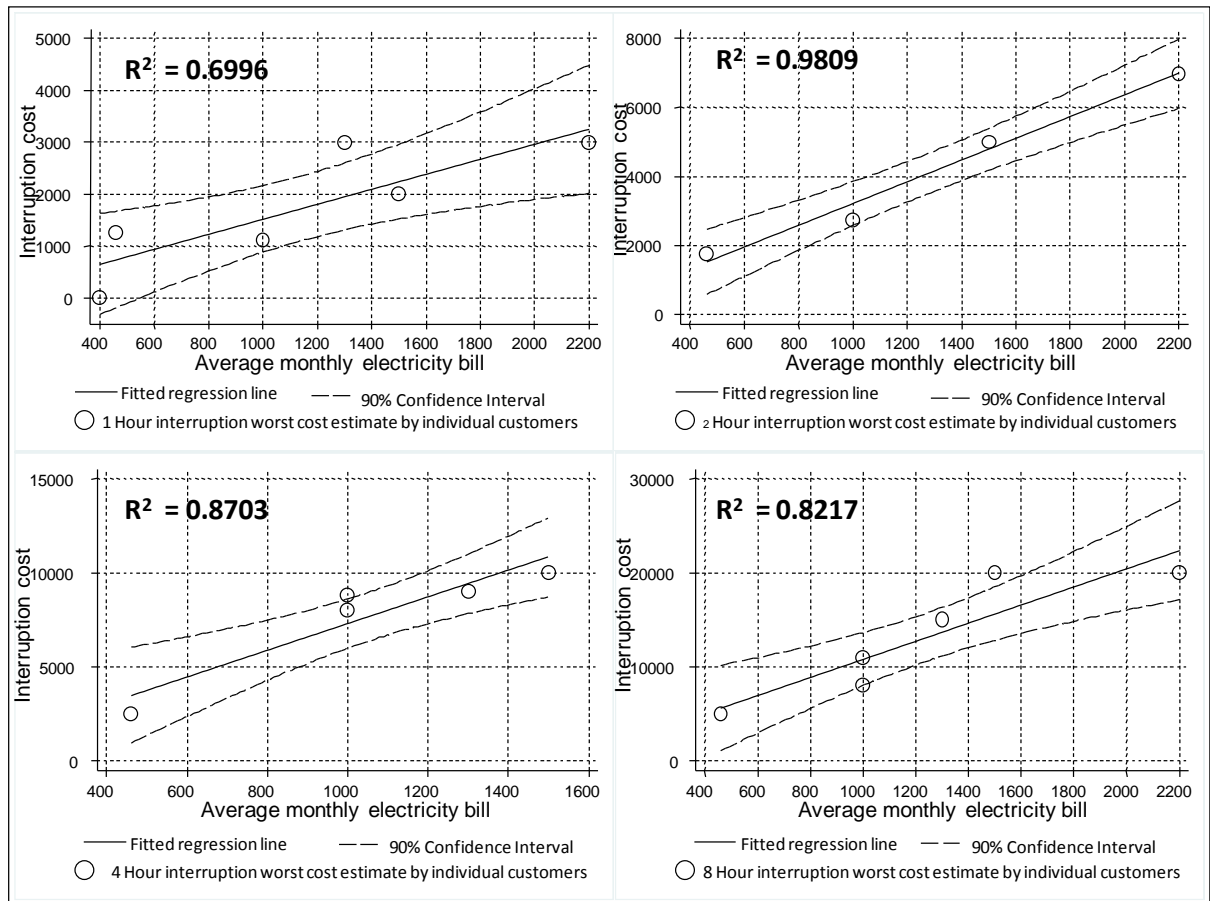 R² = 0.6996
Interruption cost
5000
4000
3000
2000
1000
0
400 600 800 1000 1200 1400 1600 1800 2000 2200
Average monthly electricity bill
Fitted regression line 90% Confidence Interval
1 Hour interruption worst cost estimate by individual customers
R² = 0.9809
Interruption cost
8000
6000
4000
2000
0
400 600 800 1000 1200 1400 1600 1800 2000 2200
Average monthly electricity bill
Fitted regression line 90% Confidence Interval
2 Hour interruption worst cost estimate by individual customers
R² = 0.8703
Interruption cost
15000
10000
5000
0
400 600 800 1000 1200 1400 1600
Average monthly electricity bill
Fitted regression line 90% Confidence Interval
4 Hour interruption worst cost estimate by individual customers
R² = 0.8217
Interruption cost
30000
20000
10000
0
400 600 800 1000 1200 1400 1600 1800 2000 2200
Average monthly electricity bill
Fitted regression line 90% Confidence Interval
8 Hour interruption worst cost estimate by individual customers